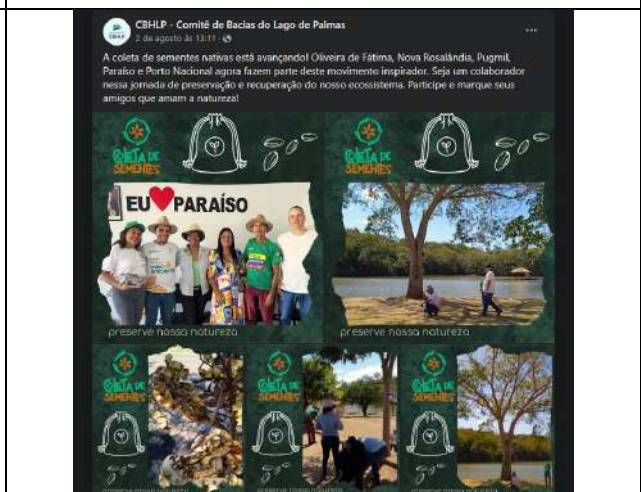 CBHLP - Comitê de Bacias do Lago de Palmas
2 de agosto às 13:11
A coleta de sementes nativas está avançando! Oliveira de Fátima, Nova Rosalândia, Pugmil,
Paraíso e Porto Nacional agora fazem parte deste movimento inspirador. Seja um colaborador
nessa jornada de preservação e recuperação do nosso ecossistema. Participe e marque seus
amigos que amam a natureza!
COLETA DE
SEMENTES
COLETA DE
SEMENTES
EU PARAÍSO
preserve nossa natureza
preserve nossa natureza
COLETA DE
SEMENTES
COLETA DE
SEMENTES
COLETA DE
SEMENTES